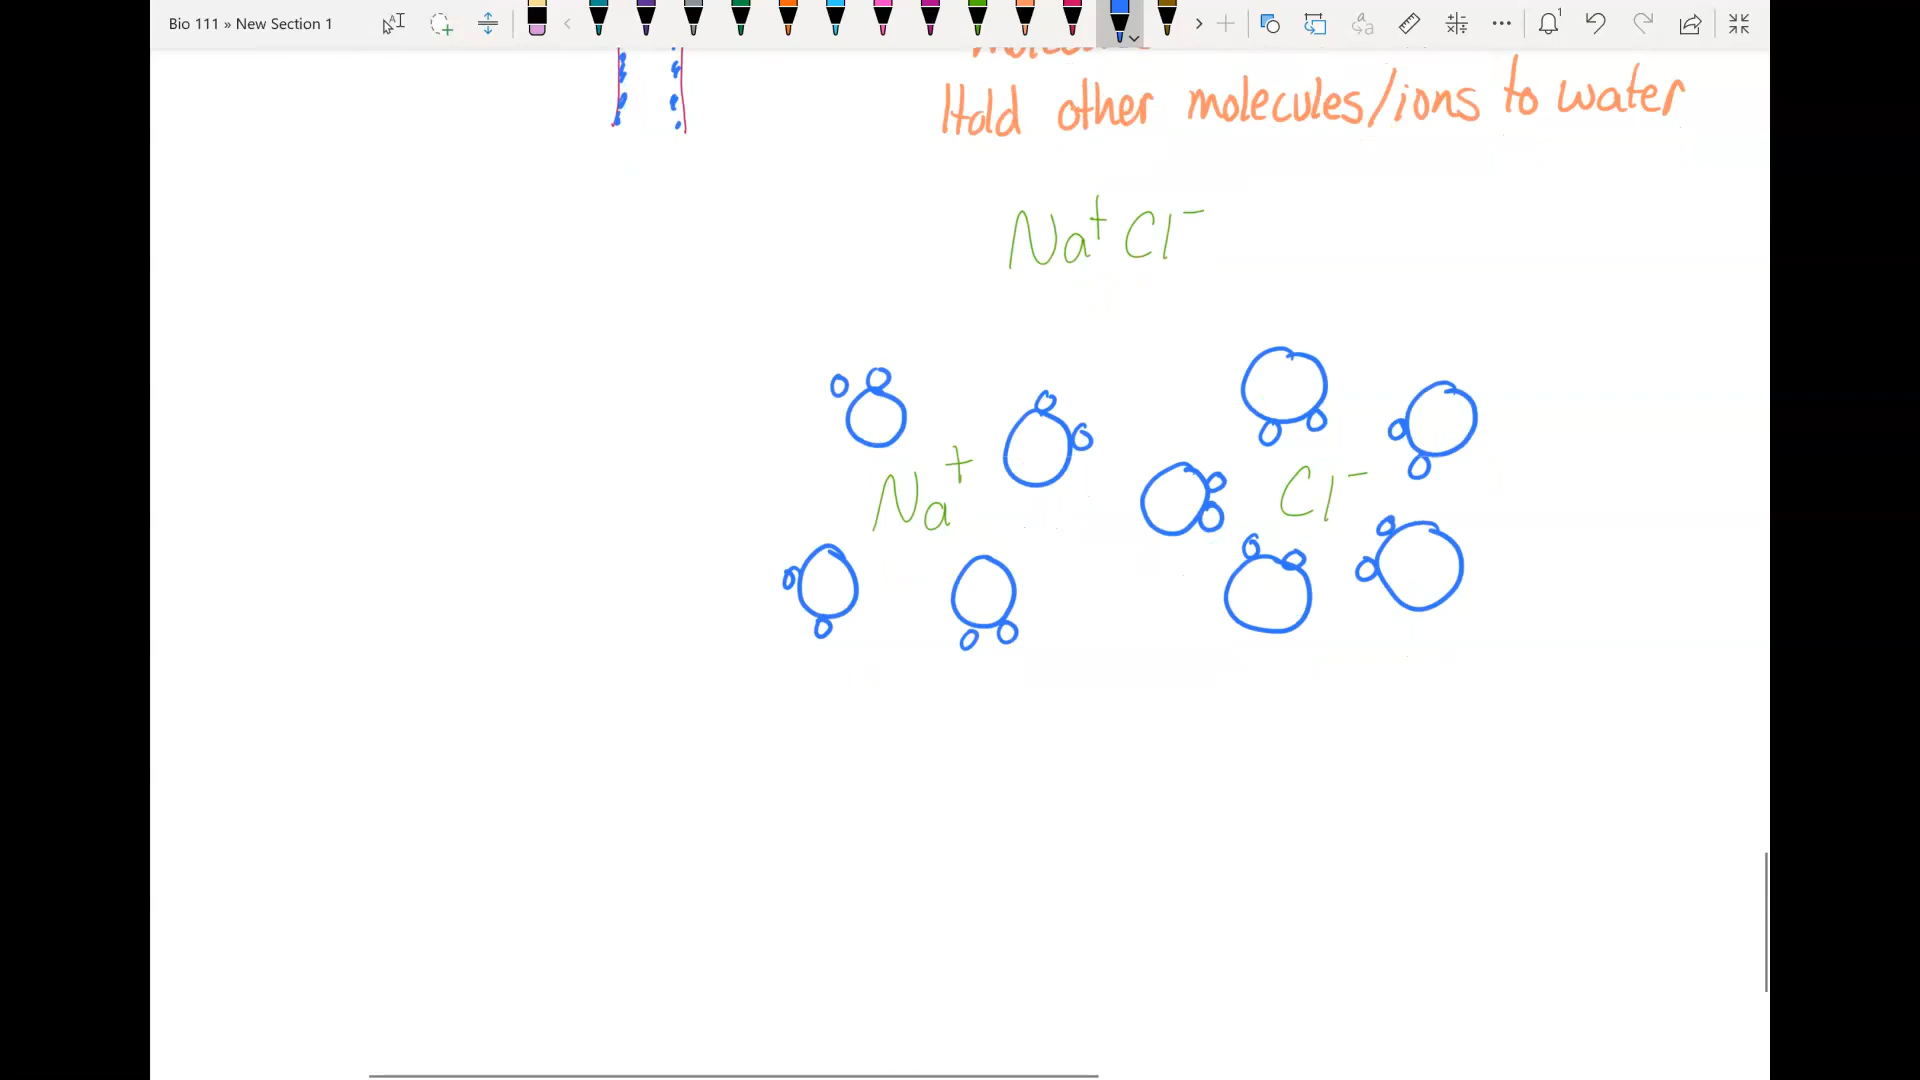 Bio 111 » New Section 1
Hold other molecules/ions to water
Na⁺ Cl⁻
Na⁺ Cl⁻